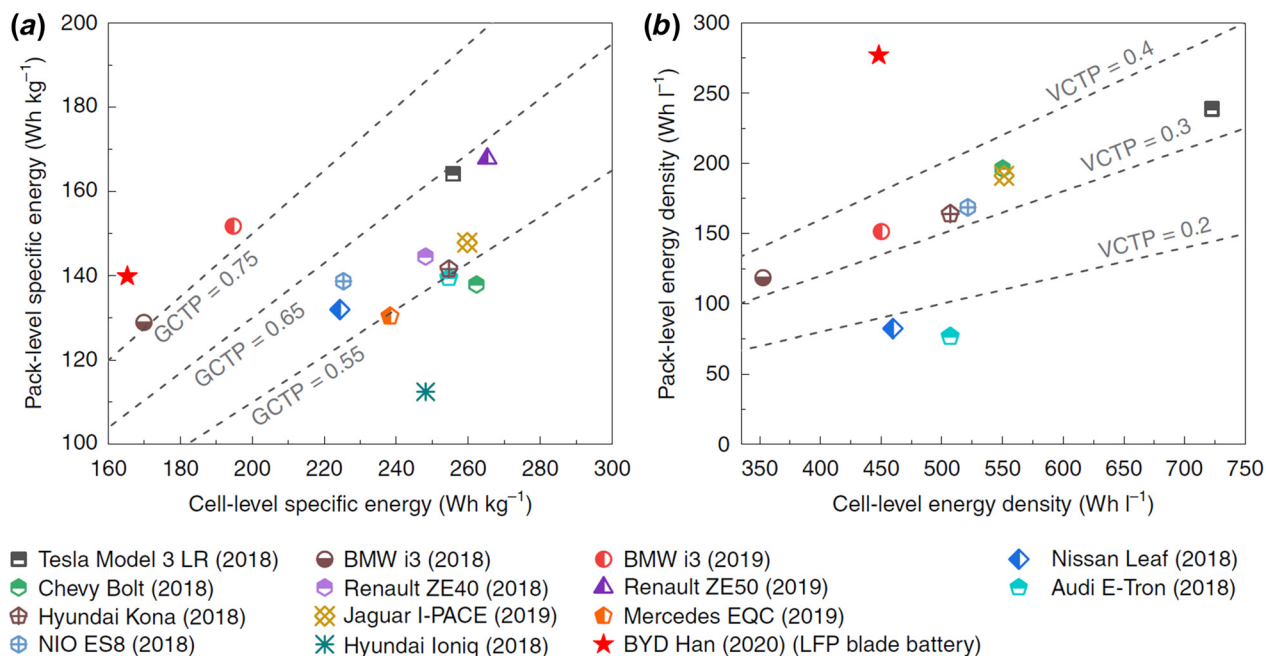 (a)
Pack-level specific energy (Wh kg⁻¹)
200
180
160
140
120
100
GCTP = 0.75
GCTP = 0.65
GCTP = 0.55
160 180 200 220 240 260 280 300
Cell-level specific energy (Wh kg⁻¹)
(b)
Pack-level energy density (Wh l⁻¹)
300
250
200
150
100
50
0
VCTP = 0.4
VCTP = 0.3
VCTP = 0.2
350 400 450 500 550 600 650 700 750
Cell-level energy density (Wh l⁻¹)
Tesla Model 3 LR (2018) BMW i3 (2018) BMW i3 (2019) Nissan Leaf (2018)
Chevy Bolt (2018) Renault ZE40 (2018) Renault ZE50 (2019) Audi E-Tron (2018)
Hyundai Kona (2018) Jaguar I-PACE (2019) Mercedes EQC (2019)
NIO ES8 (2018) Hyundai Ioniq (2018) BYD Han (2020) (LFP blade battery)